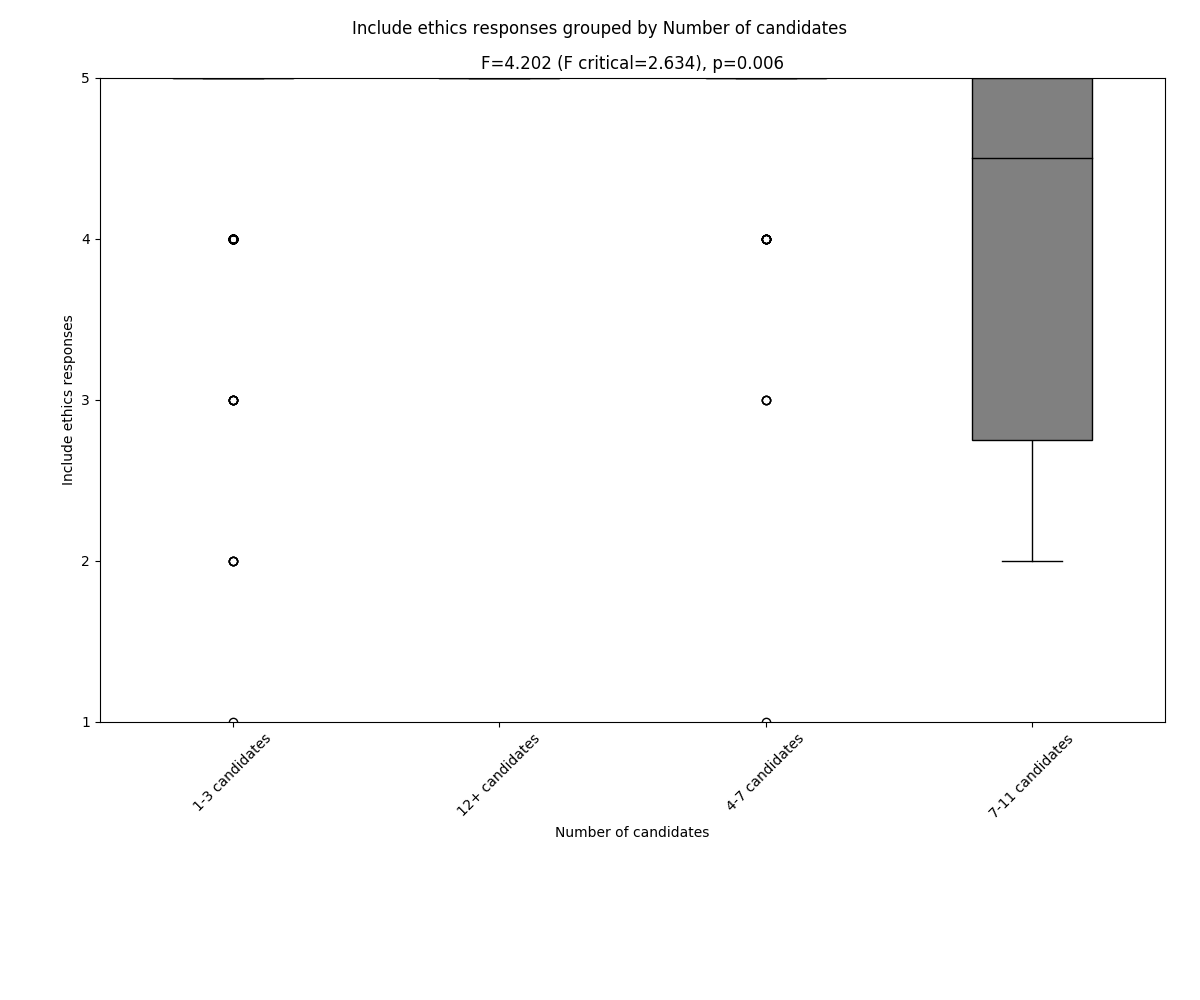 Include ethics responses grouped by Number of candidates
F=4.202 (F critical=2.634), p=0.006
5
4
3
2
1
Include ethics responses
1-3 candidates
12+ candidates
4-7 candidates
7-11 candidates
Number of candidates